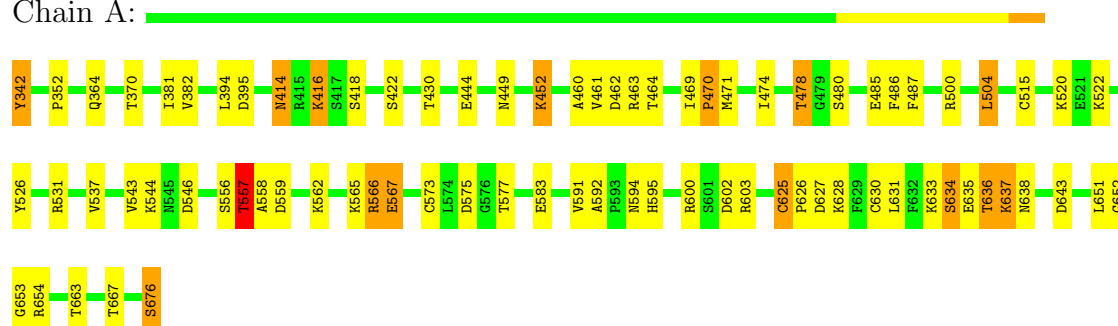 Chain A:
Y342 P352 Q364 T370 I381 V382 L394 D395 N414 R415 K416 S417 S418 S422 T430 E444 N449 K452 A460 V461 D462 R463 T464 I469 P470 M471 I474 T478 G479 S480 E485 F486 F487 R500 L504 C515 K520 E521 K522
Y526 R531 V537 V543 K544 N545 D546 S556 T557 A558 D559 K562 K565 R566 E567 C573 L574 D575 G576 T577 E583 V591 A592 P593 N594 H595 R600 S601 D602 R603 C625 P626 D627 K628 F629 C630 L631 F632 K633 S634 E635 T636 K637 N638 D643 L651
G653 R654 T663 T667 S676